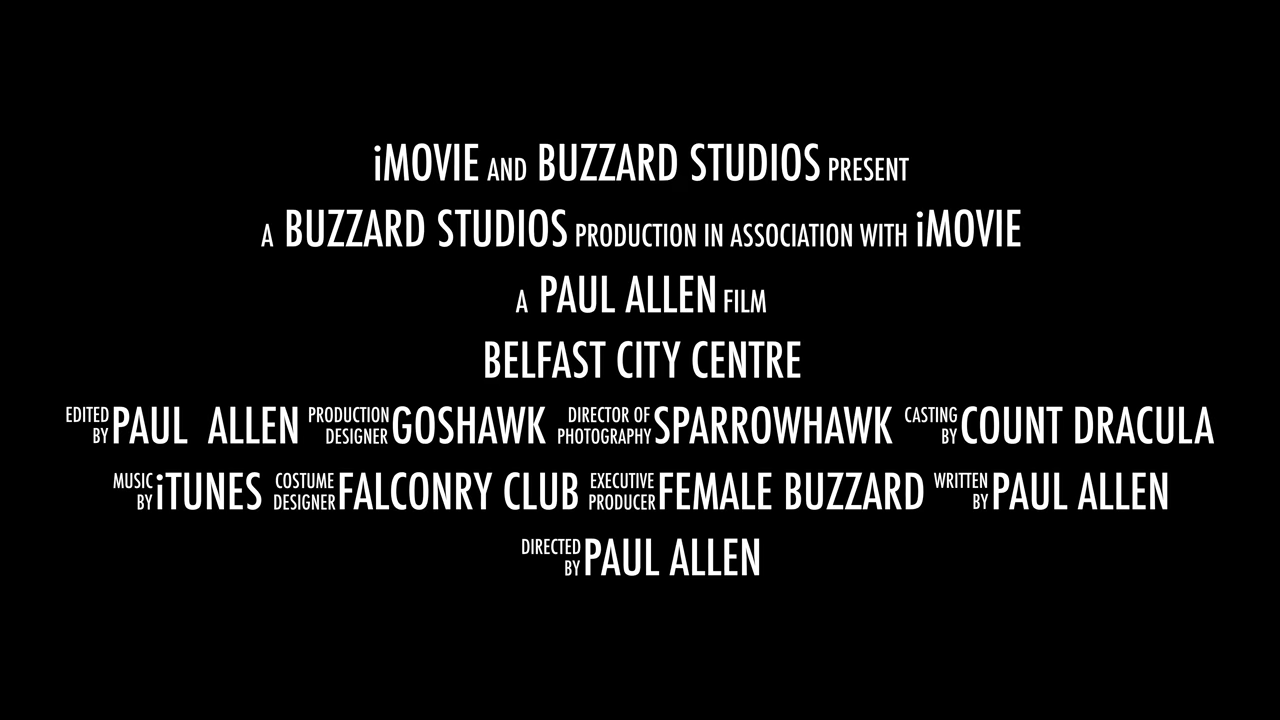 iMOVIE AND BUZZARD STUDIOS PRESENT
A BUZZARD STUDIOS PRODUCTION IN ASSOCIATION WITH iMOVIE
A PAUL ALLEN FILM
BELFAST CITY CENTRE
EDITED BY PAUL ALLEN PRODUCTION DESIGNER GOSHAWK DIRECTOR OF PHOTOGRAPHY SPARROWHAWK CASTING BY COUNT DRACULA
MUSIC BY iTUNES COSTUME DESIGNER FALCONRY CLUB EXECUTIVE PRODUCER FEMALE BUZZARD WRITTEN BY PAUL ALLEN
DIRECTED BY PAUL ALLEN